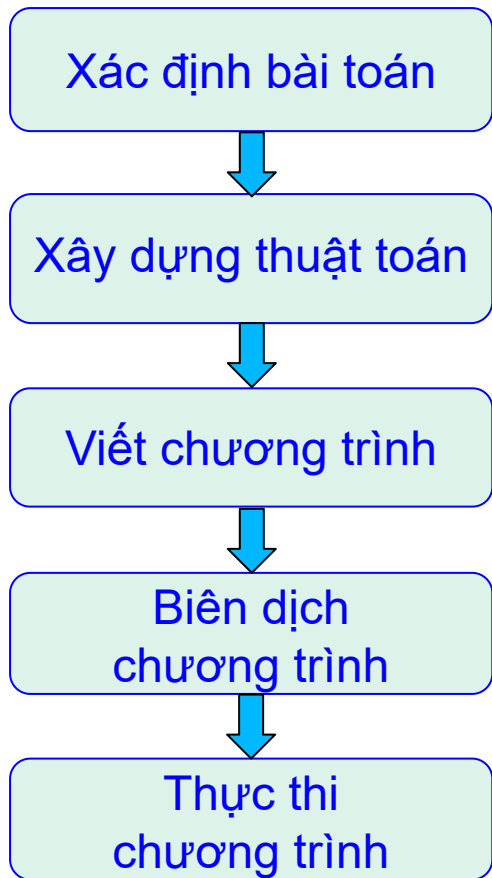 Xác định bài toán
Xây dựng thuật toán
Viết chương trình
Biên dịch
chương trình
Thực thi
chương trình